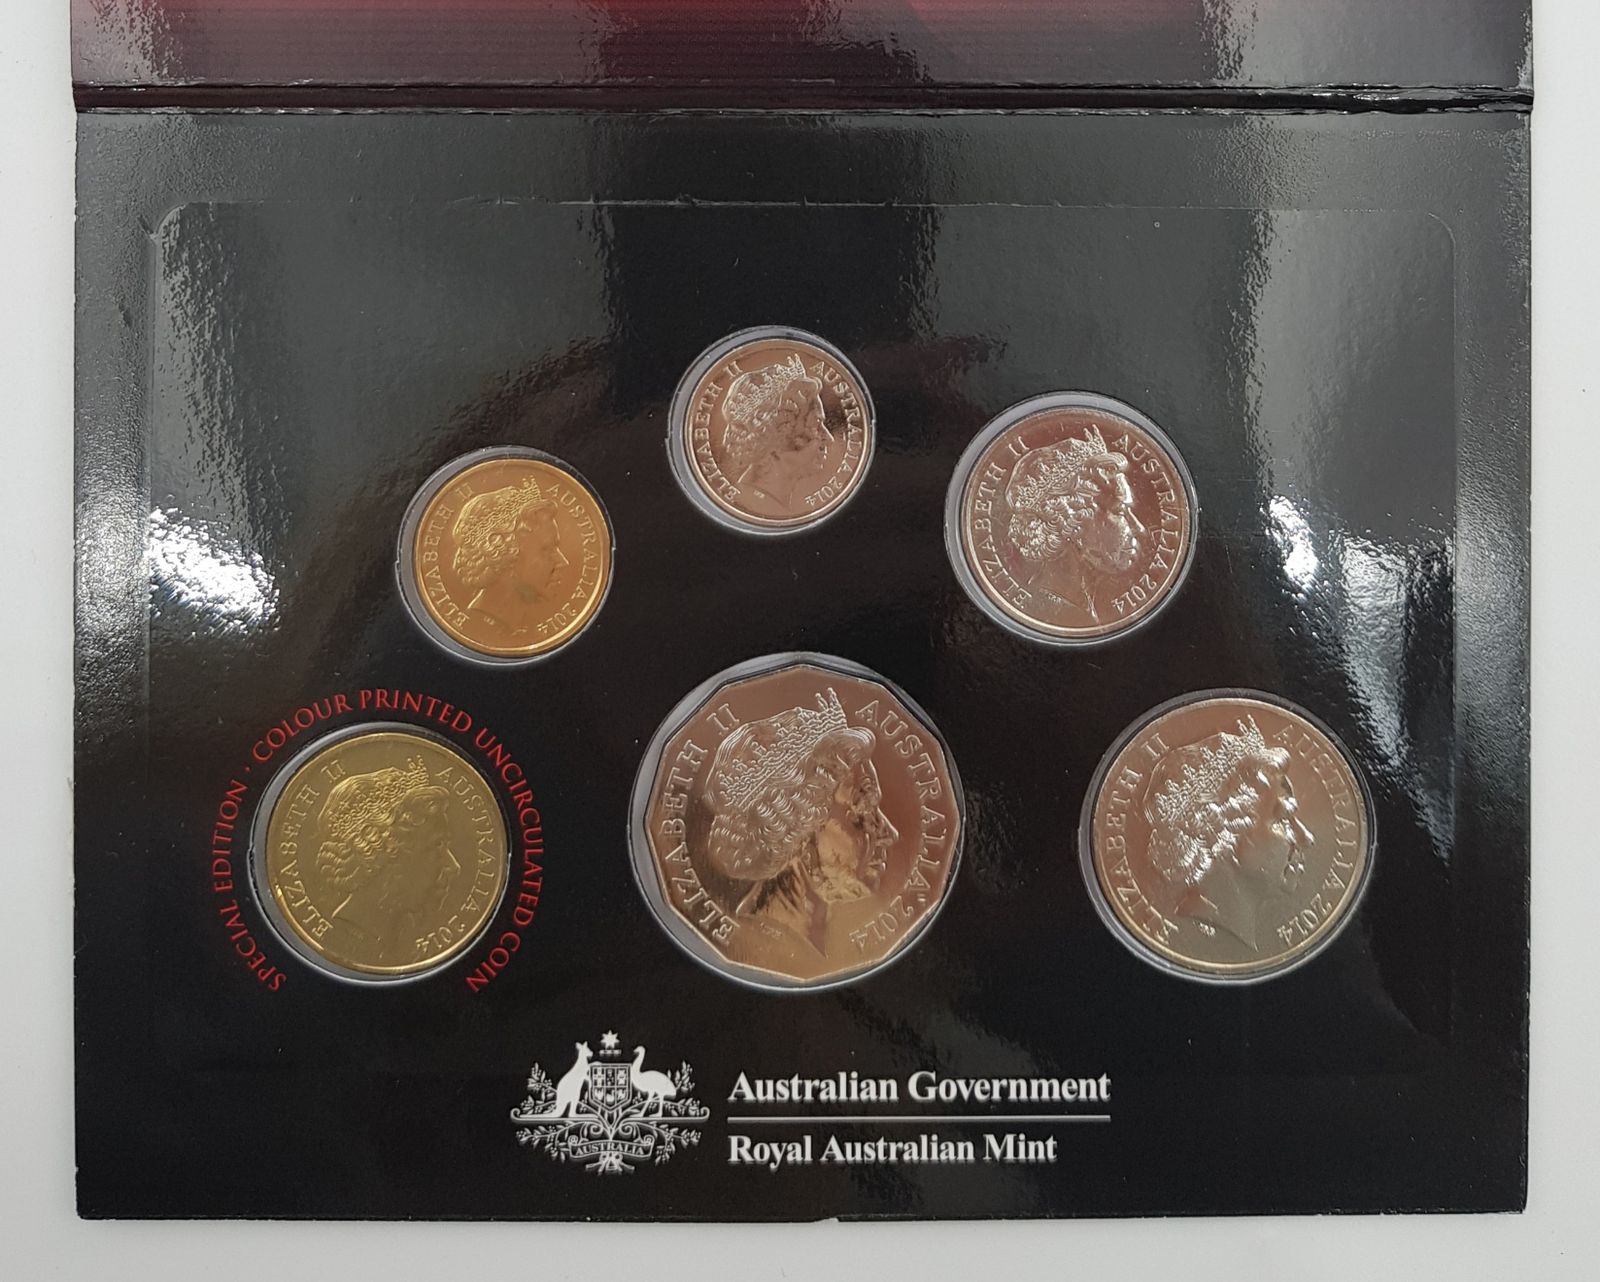 ELIZABETH II AUSTRALIA 2014
ELIZABETH II AUSTRALIA 2014
ELIZABETH II AUSTRALIA 2014
SPECIAL EDITION · COLOUR PRINTED UNCIRCULATED COIN
ELIZABETH II AUSTRALIA 2014
ELIZABETH II AUSTRALIA 2014
ELIZABETH II AUSTRALIA 2014
AUSTRALIA
Australian Government
Royal Australian Mint